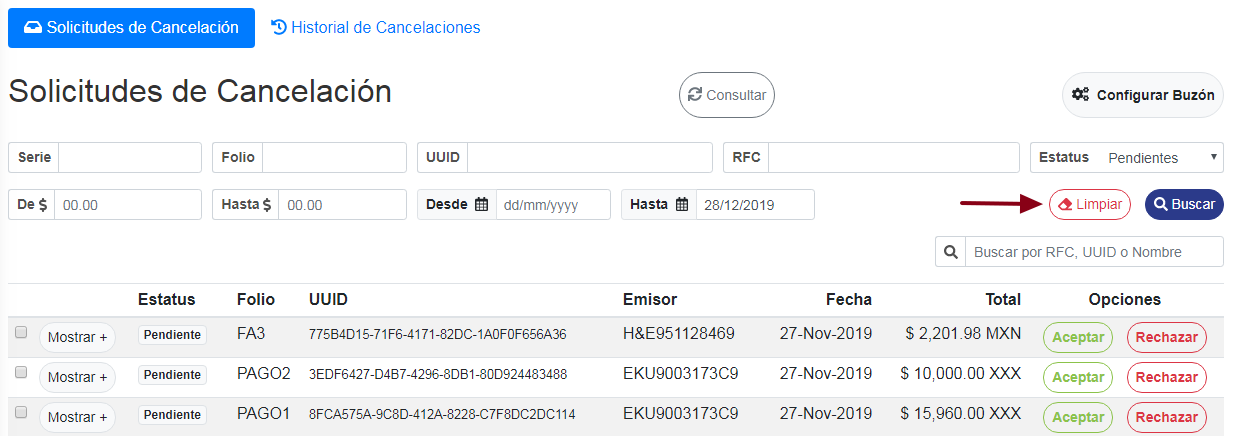 Solicitudes de Cancelación Historial de Cancelaciones
Solicitudes de Cancelación Consultar Configurar Buzón
Serie Folio UUID RFC Estatus Pendientes
De $ 00.00 Hasta $ 00.00 Desde dd/mm/yyyy Hasta 28/12/2019 Limpiar Buscar
Buscar por RFC, UUID o Nombre
Estatus Folio UUID Emisor Fecha Total Opciones
Mostrar + Pendiente FA3 775B4D15-71F6-4171-82DC-1A0F0F656A36 H&E951128469 27-Nov-2019 $ 2,201.98 MXN Aceptar Rechazar
Mostrar + Pendiente PAGO2 3EDF6427-D4B7-4296-8DB1-80D924483488 EKU9003173C9 27-Nov-2019 $ 10,000.00 XXX Aceptar Rechazar
Mostrar + Pendiente PAGO1 8FCA575A-9C8D-412A-8228-C7F8DC2DC114 EKU9003173C9 27-Nov-2019 $ 15,960.00 XXX Aceptar Rechazar